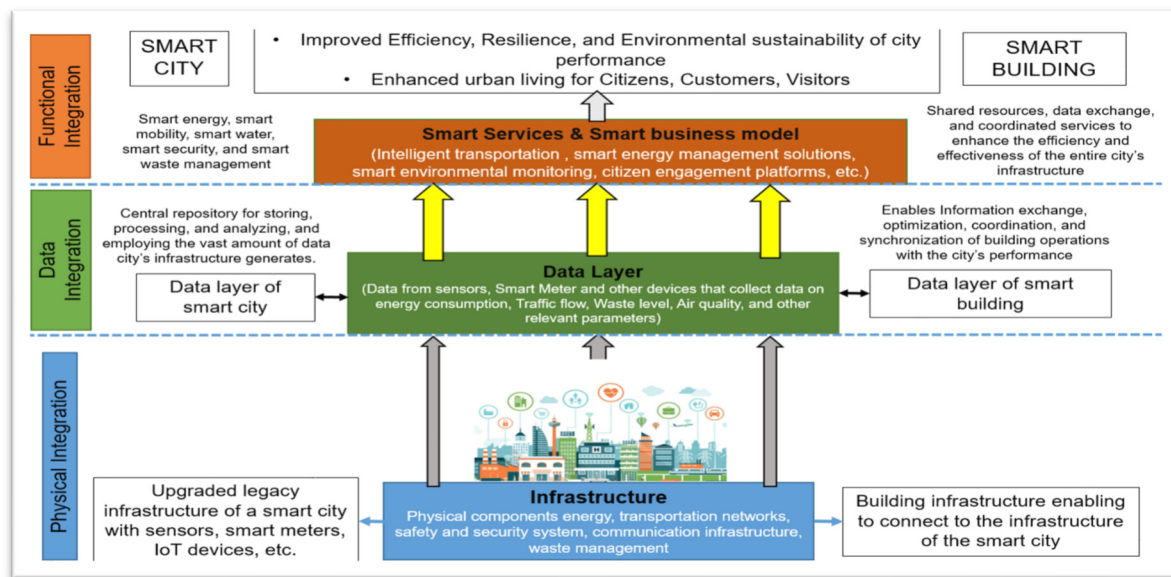 Functional
Integration
SMART
CITY
• Improved Efficiency, Resilience, and Environmental sustainability of city
performance
• Enhanced urban living for Citizens, Customers, Visitors
SMART
BUILDING
Smart energy, smart
mobility, smart water,
smart security, and smart
waste management
Smart Services & Smart business model
(Intelligent transportation , smart energy management solutions,
smart environmental monitoring, citizen engagement platforms, etc.)
Shared resources, data exchange,
and coordinated services to
enhance the efficiency and
effectiveness of the entire city's
infrastructure
Data
Integration
Central repository for storing,
processing, and analyzing, and
employing the vast amount of data
city's infrastructure generates.
Data layer of
smart city
Data Layer
(Data from sensors, Smart Meter and other devices that collect data on
energy consumption, Traffic flow, Waste level, Air quality, and other
relevant parameters)
Enables Information exchange,
optimization, coordination, and
synchronization of building operations
with the city's performance
Data layer of smart
building
Physical Integration
Upgraded legacy
infrastructure of a smart city
with sensors, smart meters,
IoT devices, etc.
Infrastructure
Physical components energy, transportation networks,
safety and security system, communication infrastructure,
waste management
Building infrastructure enabling
to connect to the infrastructure
of the smart city